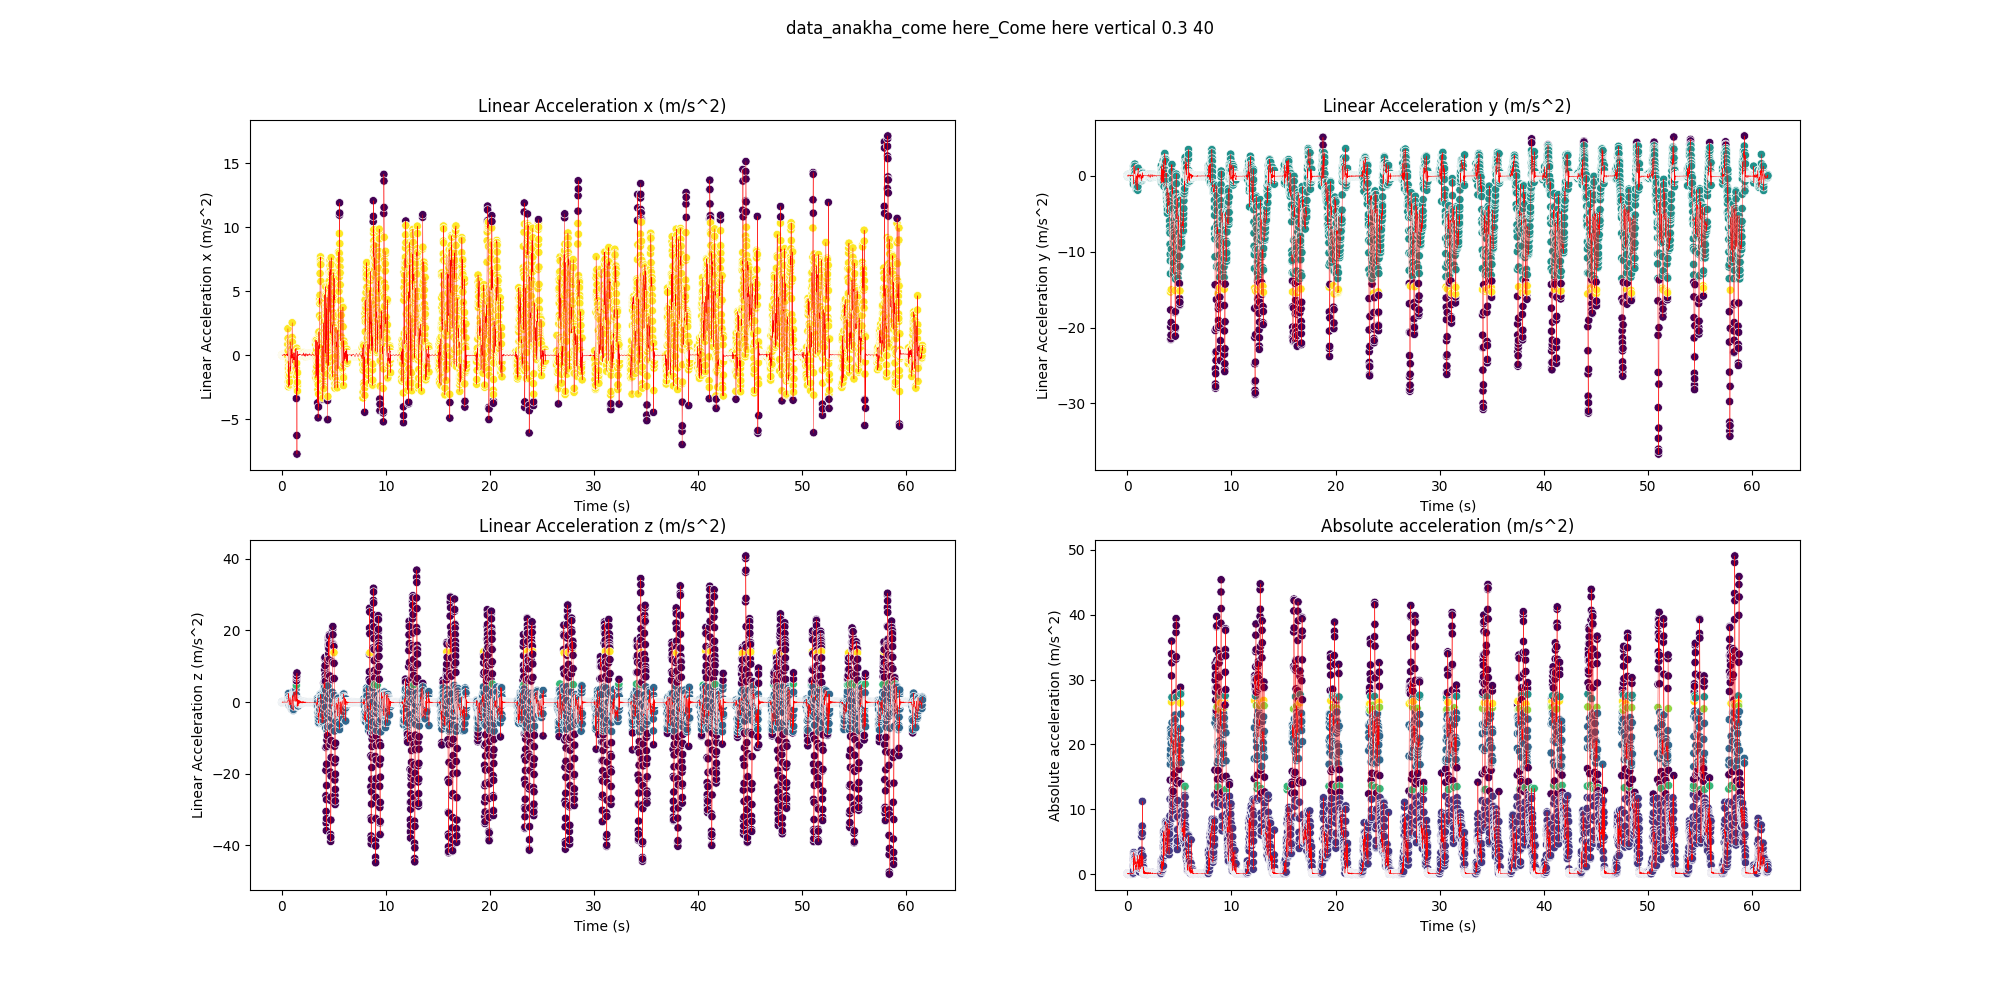 data_anakha_come here_Come here vertical 0.3 40
Linear Acceleration x (m/s^2)
Linear Acceleration x (m/s^2)
15
10
5
0
−5
0 10 20 30 40 50 60
Time (s)
Linear Acceleration y (m/s^2)
Linear Acceleration y (m/s^2)
0
−10
−20
−30
0 10 20 30 40 50 60
Time (s)
Linear Acceleration z (m/s^2)
Linear Acceleration z (m/s^2)
40
20
0
−20
−40
0 10 20 30 40 50 60
Time (s)
Absolute acceleration (m/s^2)
Absolute acceleration (m/s^2)
50
40
30
20
10
0
0 10 20 30 40 50 60
Time (s)